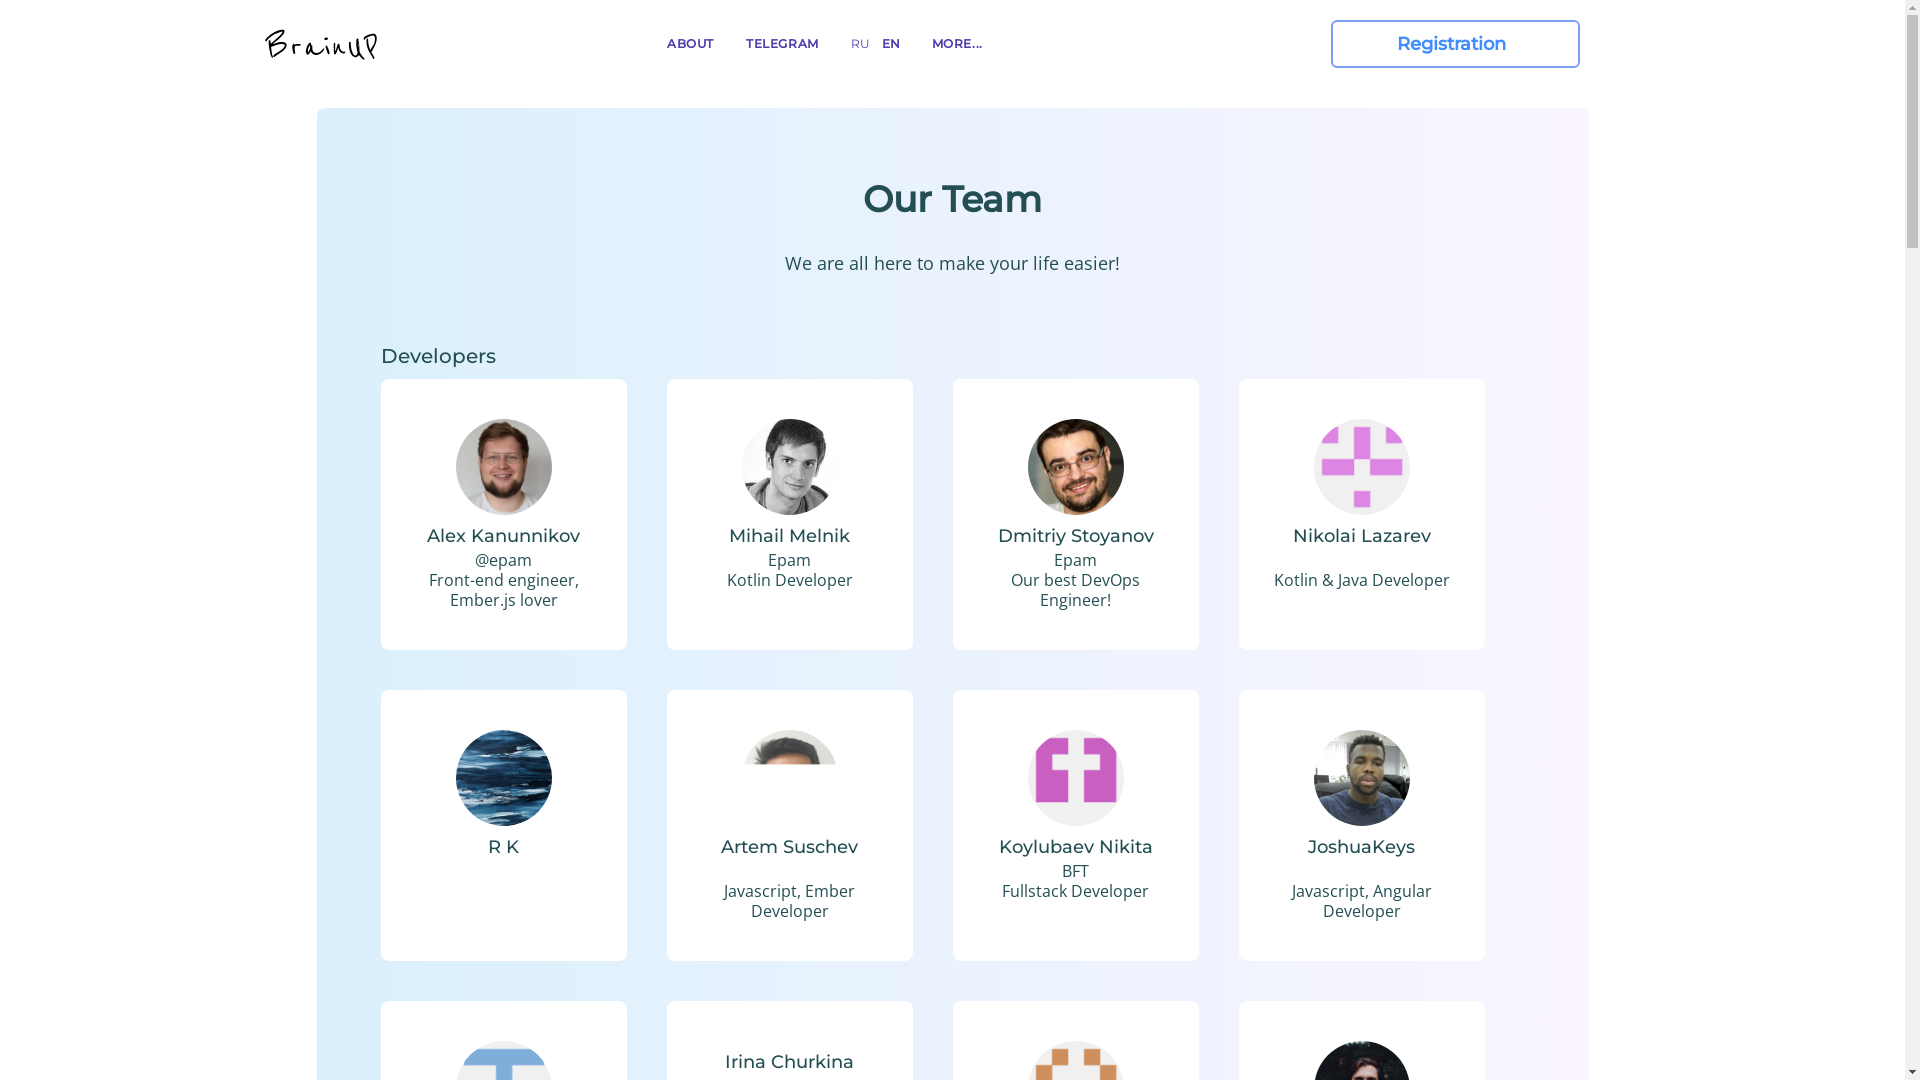 BrainUP
ABOUT
TELEGRAM
RU
EN
MORE...
Registration
Our Team
We are all here to make your life easier!
Developers
Alex Kanunnikov
@epam
Front-end engineer,
Ember.js lover
Mihail Melnik
Epam
Kotlin Developer
Dmitriy Stoyanov
Epam
Our best DevOps
Engineer!
Nikolai Lazarev
Kotlin & Java Developer
R K
Artem Suschev
Javascript, Ember
Developer
Koylubaev Nikita
BFT
Fullstack Developer
JoshuaKeys
Javascript, Angular
Developer
Irina Churkina